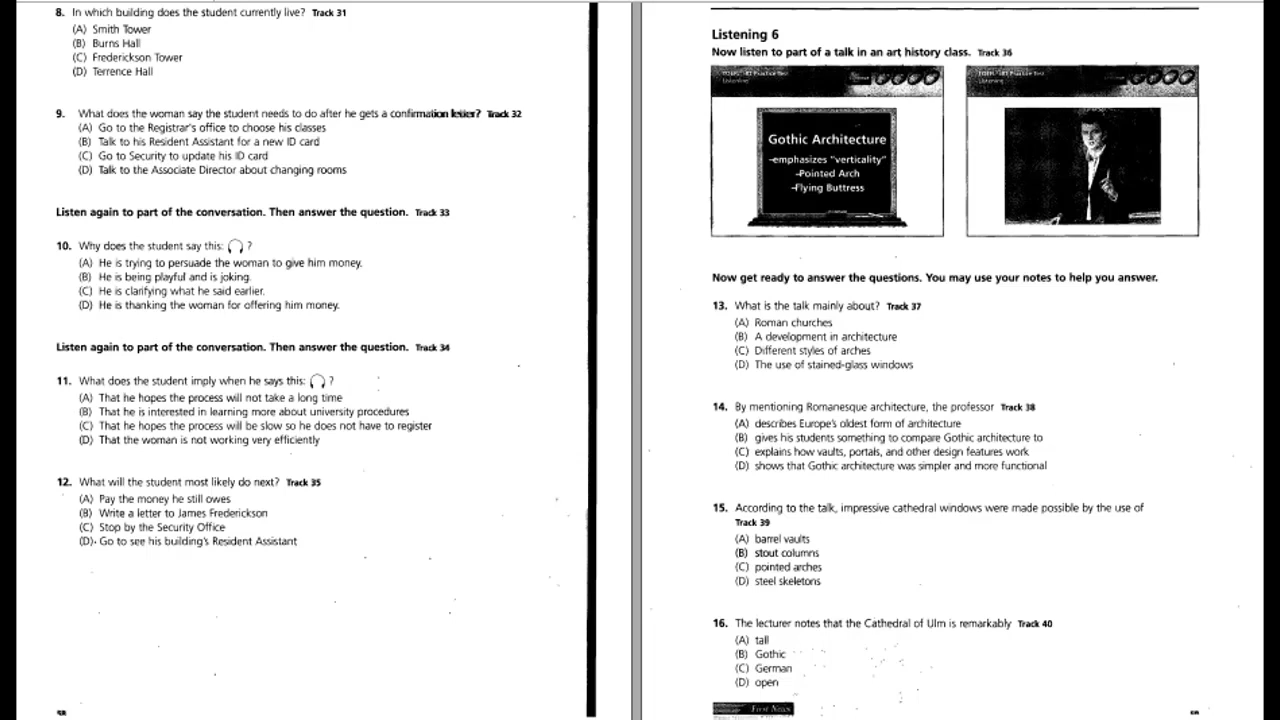 8. In which building does the student currently live? Track 31
(A) Smith Tower
(B) Burns Hall
(C) Frederickson Tower
(D) Terrence Hall
9. What does the woman say the student needs to do after he gets a confirmation letter? Track 32
(A) Go to the Registrar's office to choose his classes
(B) Talk to his Resident Assistant for a new ID card
(C) Go to Security to update his ID card
(D) Talk to the Associate Director about changing rooms
Listen again to part of the conversation. Then answer the question. Track 33
10. Why does the student say this: ?
(A) He is trying to persuade the woman to give him money.
(B) He is being playful and is joking.
(C) He is clarifying what he said earlier.
(D) He is thanking the woman for offering him money.
Listen again to part of the conversation. Then answer the question. Track 34
11. What does the student imply when he says this: ?
(A) That he hopes the process will not take a long time
(B) That he is interested in learning more about university procedures
(C) That he hopes the process will be slow so he does not have to register
(D) That the woman is not working very efficiently
12. What will the student most likely do next? Track 35
(A) Pay the money he still owes
(B) Write a letter to James Frederickson
(C) Stop by the Security Office
(D) Go to see his building's Resident Assistant
Listening 6
Now listen to part of a talk in an art history class. Track 36
TOEFL iBT Practice Test
Listening
TOEFL iBT Practice Test
Listening
Gothic Architecture
-emphasizes "verticality"
-Pointed Arch
-Flying Buttress
Now get ready to answer the questions. You may use your notes to help you answer.
13. What is the talk mainly about? Track 37
(A) Roman churches
(B) A development in architecture
(C) Different styles of arches
(D) The use of stained-glass windows
14. By mentioning Romanesque architecture, the professor Track 38
(A) describes Europe's oldest form of architecture
(B) gives his students something to compare Gothic architecture to
(C) explains how vaults, portals, and other design features work
(D) shows that Gothic architecture was simpler and more functional
15. According to the talk, impressive cathedral windows were made possible by the use of
Track 39
(A) barrel vaults
(B) stout columns
(C) pointed arches
(D) steel skeletons
16. The lecturer notes that the Cathedral of Ulm is remarkably Track 40
(A) tall
(B) Gothic
(C) German
(D) open
First News